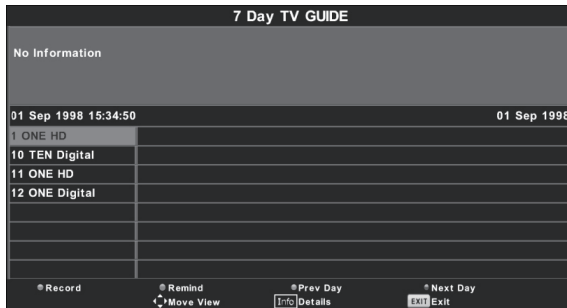 7 Day TV GUIDE
No Information
01 Sep 1998 15:34:50 01 Sep 1998
1 ONE HD
10 TEN Digital
11 ONE HD
12 ONE Digital
Record Remind Prev Day Next Day
Move View Info Details EXIT Exit